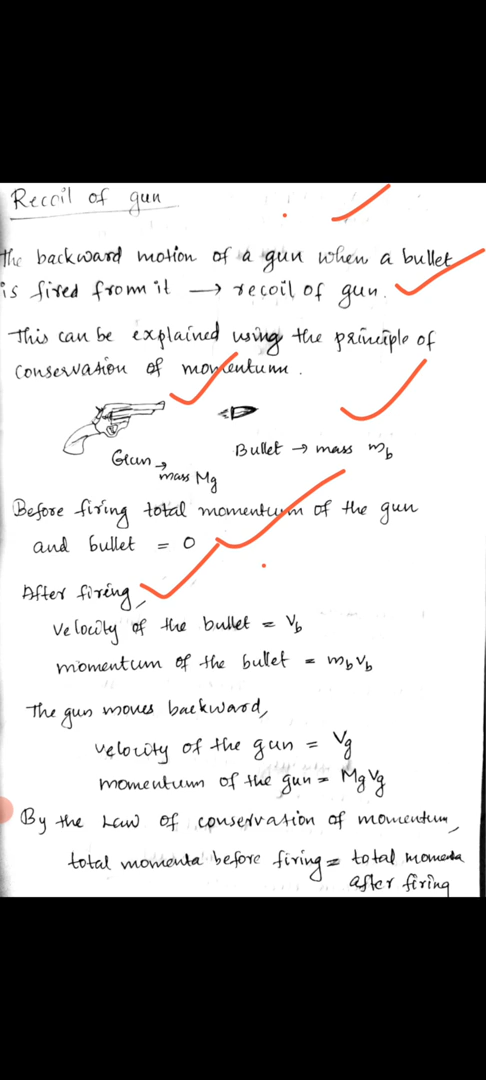 Recoil of gun
The backward motion of a gun when a bullet
is fired from it → recoil of gun.
This can be explained using the principle of
conservation of momentum.
Gun → mass Mg
Bullet → mass mb
Before firing total momentum of the gun
and bullet = 0
After firing,
velocity of the bullet = Vb
momentum of the bullet = mbVb
The gun moves backward,
velocity of the gun = Vg
momentum of the gun = MgVg
By the Law of conservation of momentum,
total momenta before firing = total momenta
after firing